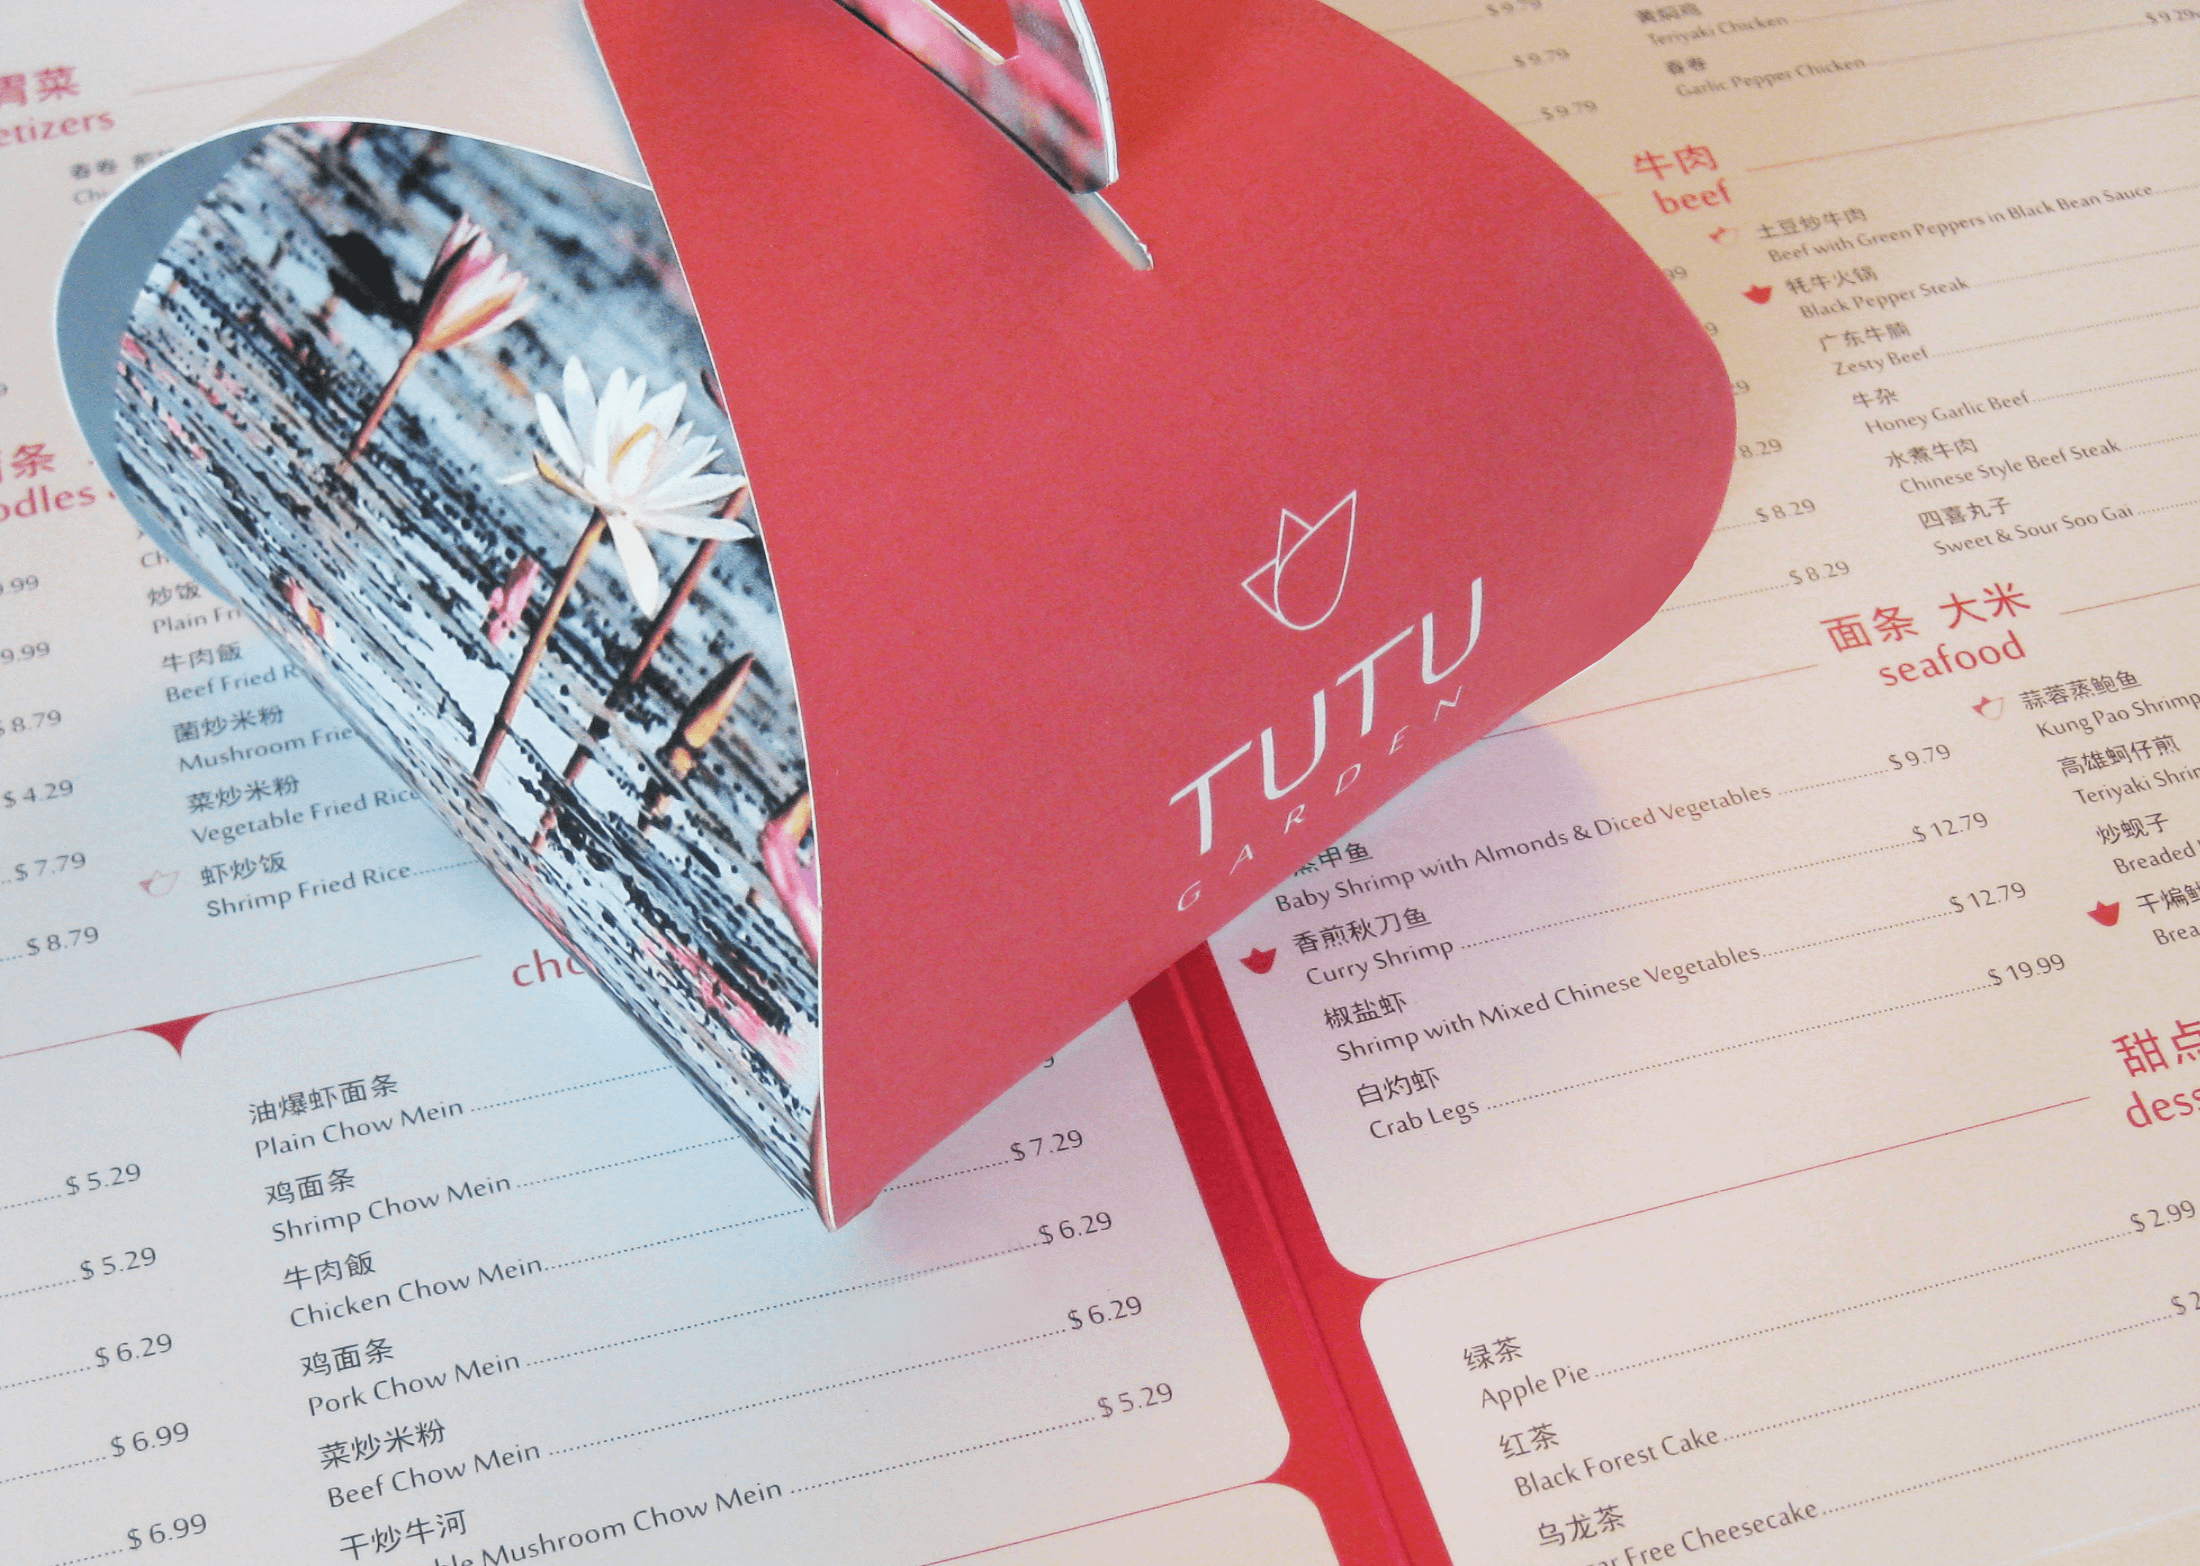 胃菜
etizers
春卷
条
odles
炒饭
Plain Fri
牛肉飯
Beef Fried R
菌炒米粉
Mushroom Frie
菜炒米粉
Vegetable Fried Rice
虾炒饭
Shrimp Fried Rice
9.99
9.99
$ 8.79
$ 4.29
$ 7.79
$ 8.79
cho
$ 5.29
$ 5.29
$ 6.29
$ 6.99
$ 6.99
油爆虾面条
Plain Chow Mein
鸡面条
Shrimp Chow Mein
$ 7.29
牛肉飯
Chicken Chow Mein
$ 6.29
鸡面条
Pork Chow Mein
$ 6.29
菜炒米粉
Beef Chow Mein
$ 5.29
干炒牛河
ble Mushroom Chow Mein
TUTU
GARDEN
$ 9.79
$ 9.79
$ 9.79
黄焖鸡
Teriyaki Chicken
$ 9.29
春卷
Garlic Pepper Chicken
牛肉
beef
土豆炒牛肉
Beef with Green Peppers in Black Bean Sauce
牦牛火锅
Black Pepper Steak
广东牛腩
Zesty Beef
牛杂
Honey Garlic Beef
水煮牛肉
Chinese Style Beef Steak
四喜丸子
Sweet & Sour Soo Gai
8.29
$ 8.29
$ 8.29
面条 大米
seafood
蒸甲鱼
Baby Shrimp with Almonds & Diced Vegetables
$ 9.79
香煎秋刀鱼
Curry Shrimp
$ 12.79
椒盐虾
Shrimp with Mixed Chinese Vegetables
$ 12.79
白灼虾
Crab Legs
$ 19.99
蒜蓉蒸鲍鱼
Kung Pao Shrimp
高雄蚵仔煎
Teriyaki Shrim
炒蚬子
Breaded
干煸鱿
Brea
甜点
dess
绿茶
Apple Pie
$ 2.99
红茶
Black Forest Cake
$ 2
乌龙茶
ar Free Cheesecake